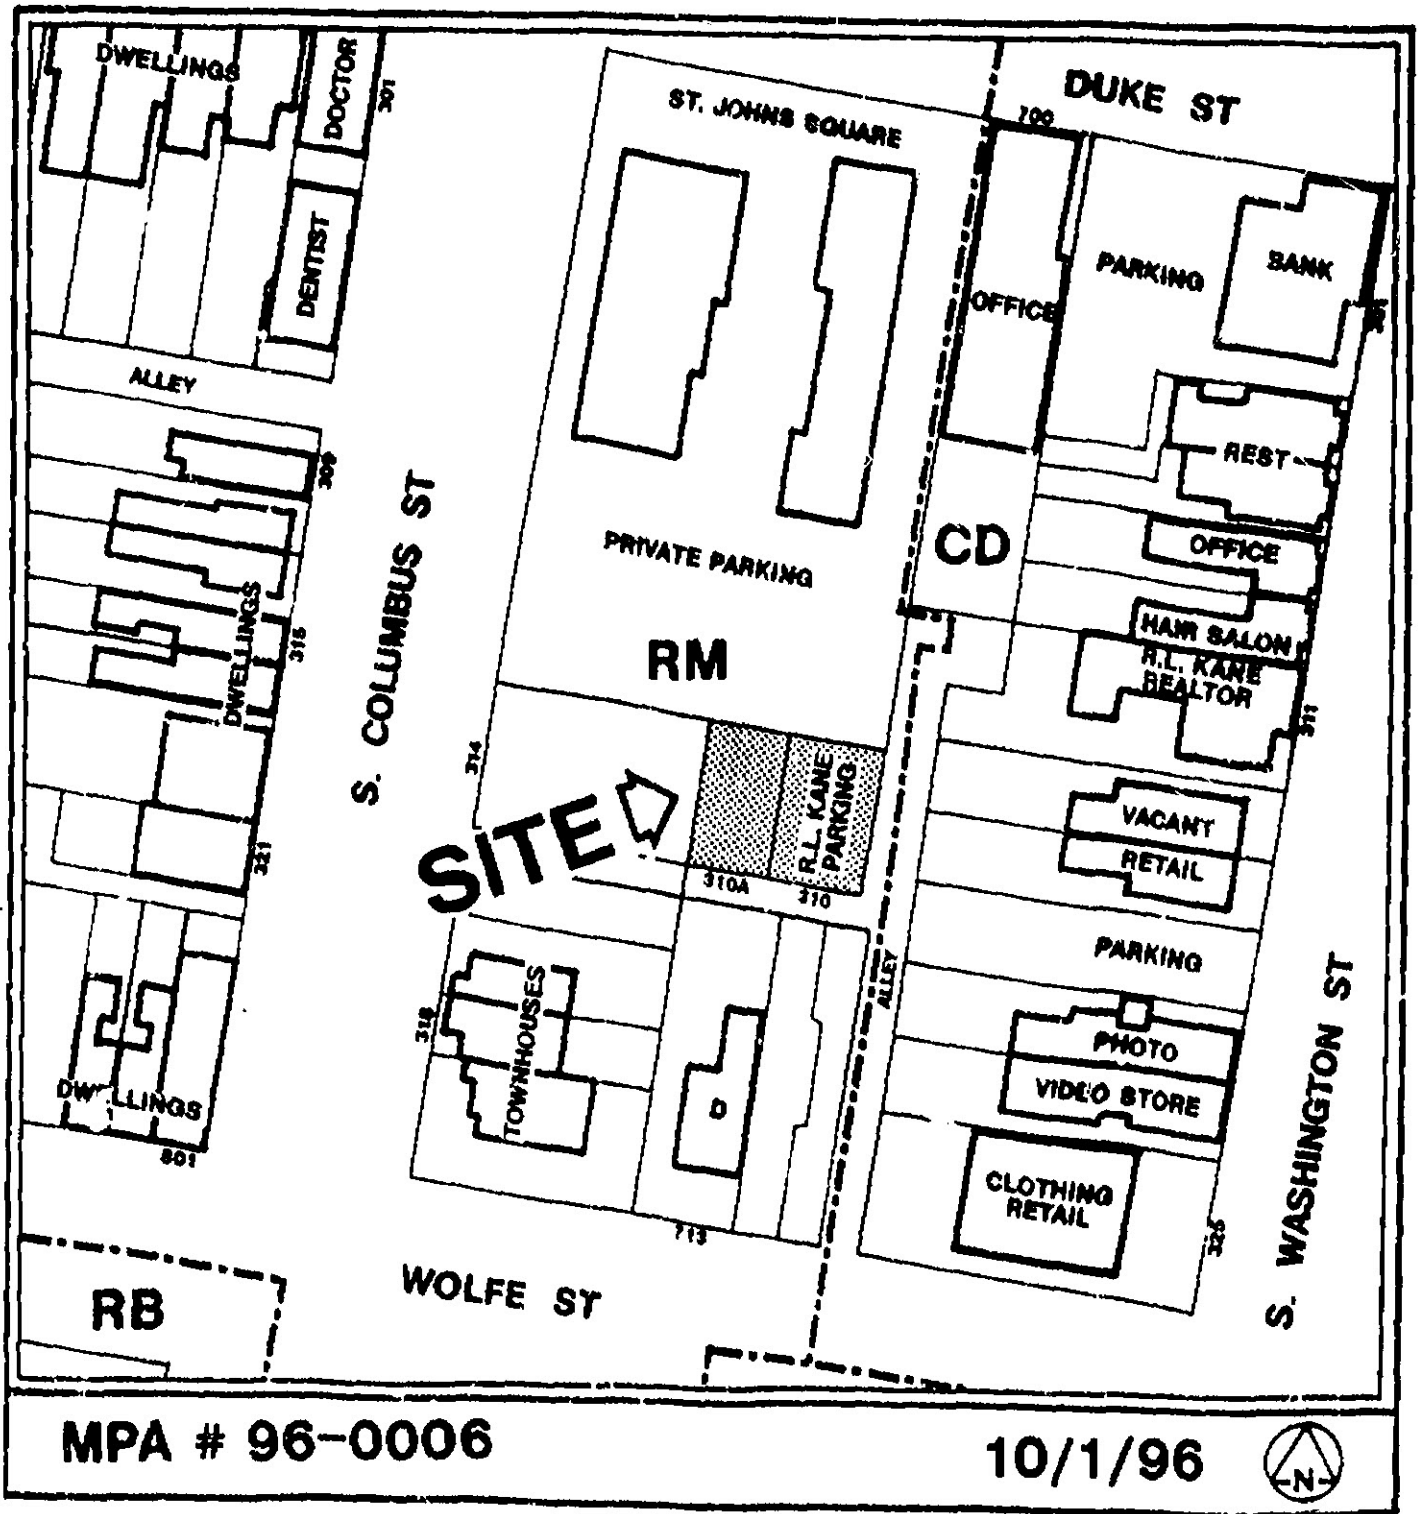 DWELLINGS
DOCTOR
301
DENTIST
ST. JOHNS SQUARE
DUKE ST
700
OFFICE
PARKING
BANK
301
ALLEY
309
REST
OFFICE
CD
PRIVATE PARKING
S. COLUMBUS ST
DWELLINGS
315
HAIR SALON
R.L. KANE
REALTOR
311
RM
314
SITE
R.L. KANE
PARKING
310A
310
321
VACANT
RETAIL
PARKING
ALLEY
TOWNHOUSES
318
D
PHOTO
VIDEO STORE
S. WASHINGTON ST
DWELLINGS
801
CLOTHING
RETAIL
325
713
WOLFE ST
RB
MPA # 96-0006
10/1/96
N